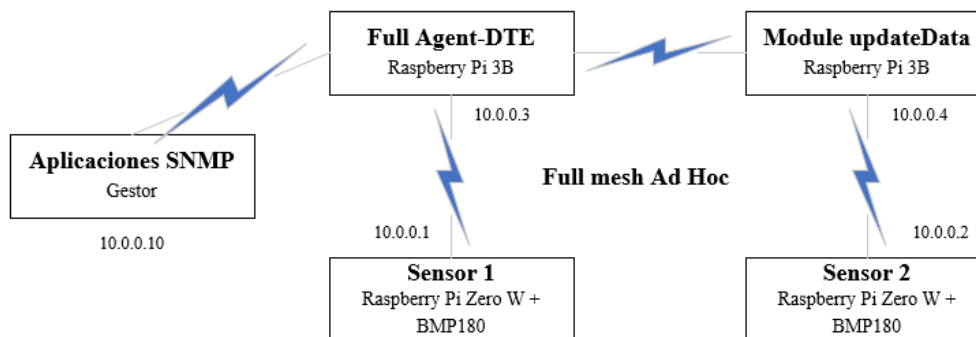 Full Agent-DTE
Raspberry Pi 3B
Module updateData
Raspberry Pi 3B
10.0.0.3
10.0.0.4
Aplicaciones SNMP
Gestor
Full mesh Ad Hoc
10.0.0.10
10.0.0.1
10.0.0.2
Sensor 1
Raspberry Pi Zero W +
BMP180
Sensor 2
Raspberry Pi Zero W +
BMP180